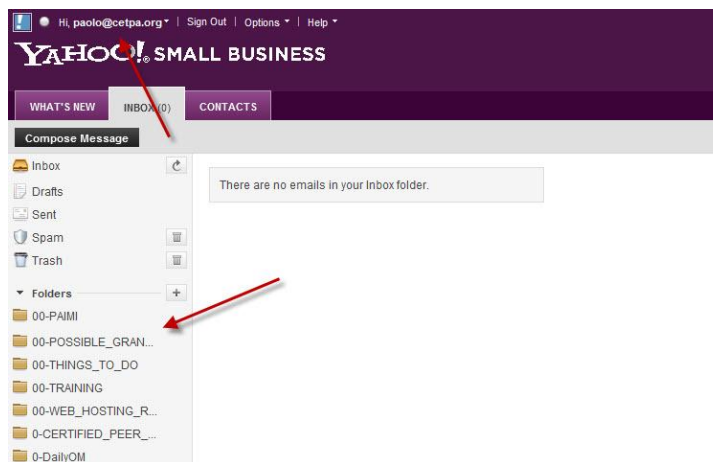 Hi, paolo@cetpa.org | Sign Out | Options | Help
YAHOO! SMALL BUSINESS
WHAT'S NEW INBOX (0) CONTACTS
Compose Message
Inbox
There are no emails in your Inbox folder.
Drafts
Sent
Spam
Trash
Folders
00-PAIMI
00-POSSIBLE_GRAN...
00-THINGS_TO_DO
00-TRAINING
00-WEB_HOSTING_R...
0-CERTIFIED_PEER_...
0-DailyOM